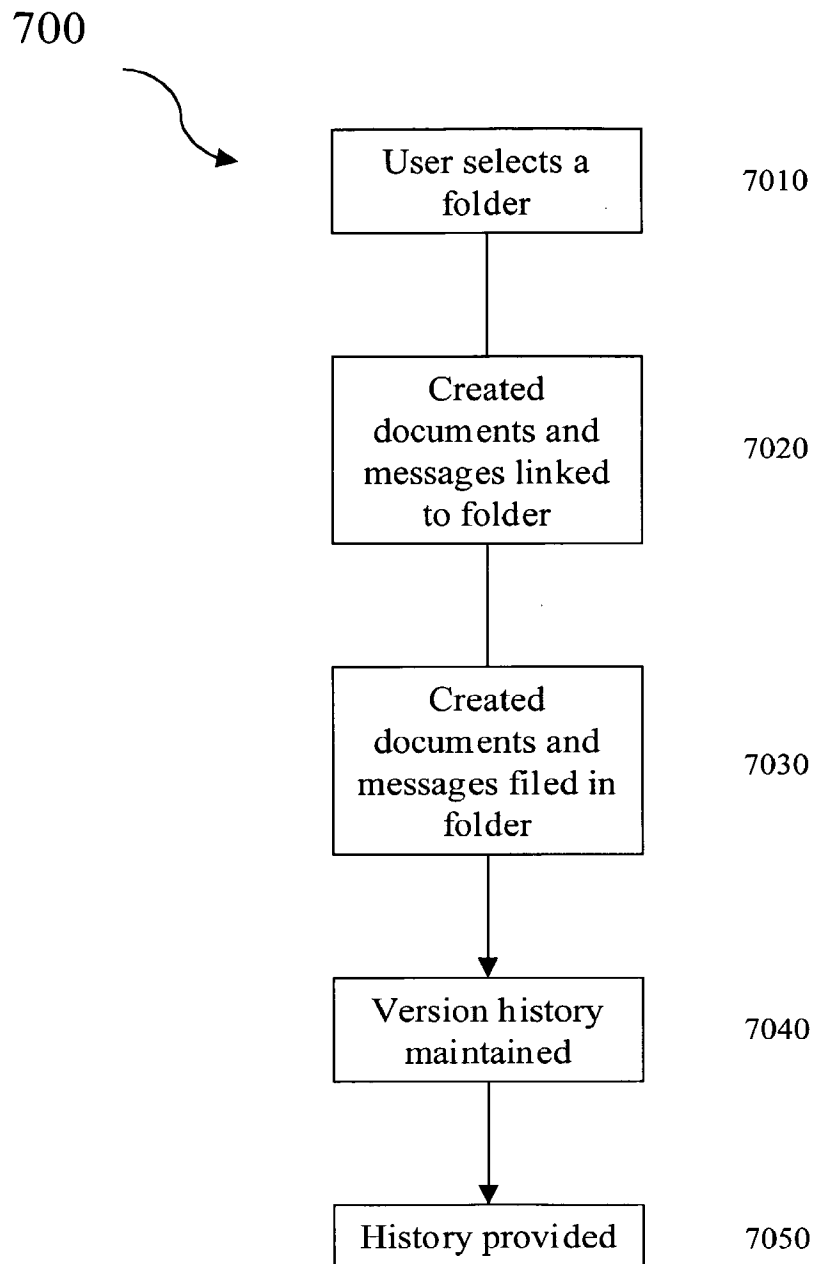 700
User selects a
folder
7010
Created
documents and
messages linked
to folder
7020
Created
documents and
messages filed in
folder
7030
Version history
maintained
7040
History provided
7050